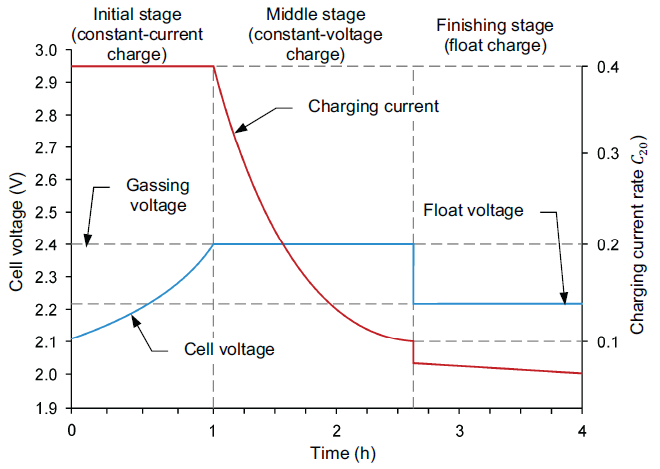 Initial stage
(constant-current
charge)
Middle stage
(constant-voltage
charge)
Finishing stage
(float charge)
3.0
2.9
2.8
2.7
2.6
2.5
2.4
2.3
2.2
2.1
2.0
1.9
Cell voltage (V)
Charging current
Gassing
voltage
Float voltage
Cell voltage
0.4
0.3
0.2
0.1
Charging current rate C₂₀
0
1
2
3
4
Time (h)